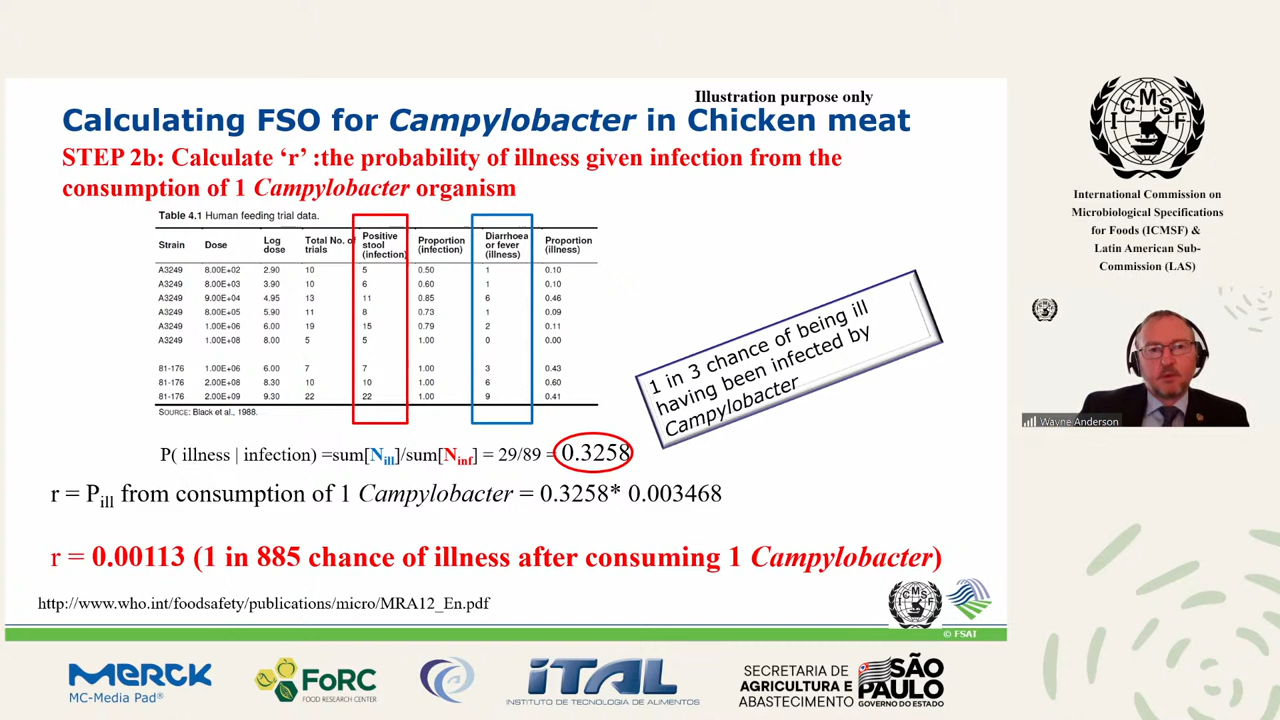 Illustration purpose only
Calculating FSO for Campylobacter in Chicken meat
STEP 2b: Calculate ‘r’ :the probability of illness given infection from the
consumption of 1 Campylobacter organism
Table 4.1 Human feeding trial data.
Strain Dose Log dose Total No. of trials Positive stool (infection) Proportion (infection) Diarrhoea or fever (illness) Proportion (illness)
A3249 8.00E+02 2.90 10 5 0.50 1 0.10
A3249 8.00E+03 3.90 10 6 0.60 1 0.10
A3249 9.00E+04 4.95 13 11 0.85 6 0.46
A3249 8.00E+05 5.90 11 8 0.73 1 0.09
A3249 1.00E+06 6.00 19 15 0.79 2 0.11
A3249 1.00E+08 8.00 5 5 1.00 0 0.00
81-176 1.00E+06 6.00 7 7 1.00 3 0.43
81-176 2.00E+08 8.30 10 10 1.00 6 0.60
81-176 2.00E+09 9.30 22 22 1.00 9 0.41
SOURCE: Black et al., 1988.
1 in 3 chance of being ill
having been infected by
Campylobacter
P( illness | infection) =sum[Nill]/sum[Ninf] = 29/89 = 0.3258
r = Pill from consumption of 1 Campylobacter = 0.3258* 0.003468
r = 0.00113 (1 in 885 chance of illness after consuming 1 Campylobacter)
http://www.who.int/foodsafety/publications/micro/MRA12_En.pdf
ICMSF
© FSAI
ICMSF
International Commission on
Microbiological Specifications
for Foods (ICMSF) &
Latin American Sub-
Commission (LAS)
Wayne Anderson
MERCK
MC-Media Pad®
FoRC
FOOD RESEARCH CENTER
iTAL
INSTITUTO DE TECNOLOGIA DE ALIMENTOS
SECRETARIA DE
AGRICULTURA E
ABASTECIMENTO
SÃO
PAULO
GOVERNO DO ESTADO